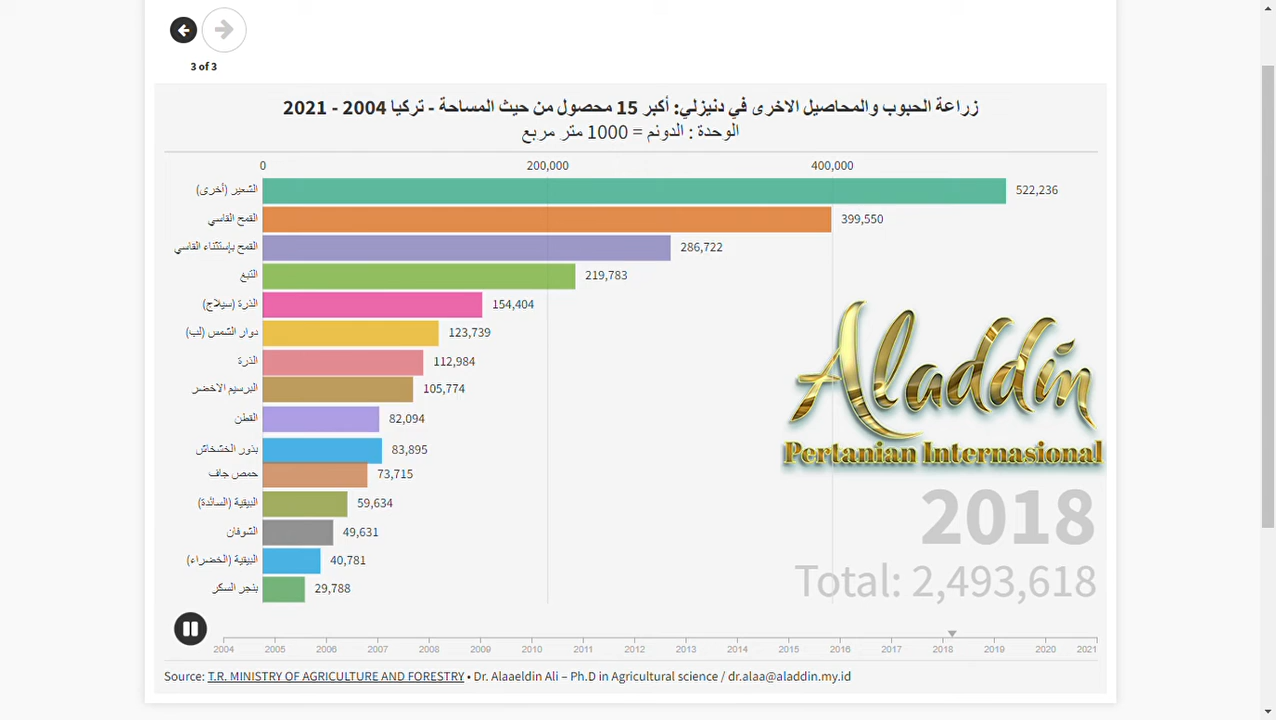 3 of 3
زراعة الحبوب والمحاصيل الاخرى في دنيزلي: أكبر 15 محصول من حيث المساحة - تركيا 2004 - 2021
الوحدة : الدونم = 1000 متر مربع
0 200,000 400,000
الشعير (أخرى) 522,236
القمح القاسي 399,550
القمح بإستثناء القاسي 286,722
التبغ 219,783
الذرة (سيلاج) 154,404
دوار الشمس (لب) 123,739
الذرة 112,984
البرسيم الاخضر 105,774
القطن 82,094
بذور الخشخاش 83,895
حمص جاف 73,715
البيقية (السائدة) 59,634
الشوفان 49,631
البيقية (الخضراء) 40,781
بنجر السكر 29,788
Aladdin
Pertanian Internasional
2018
Total: 2,493,618
2004 2005 2006 2007 2008 2009 2010 2011 2012 2013 2014 2015 2016 2017 2018 2019 2020 2021
Source: T.R. MINISTRY OF AGRICULTURE AND FORESTRY • Dr. Alaaeldin Ali – Ph.D in Agricultural science / dr.alaa@aladdin.my.id